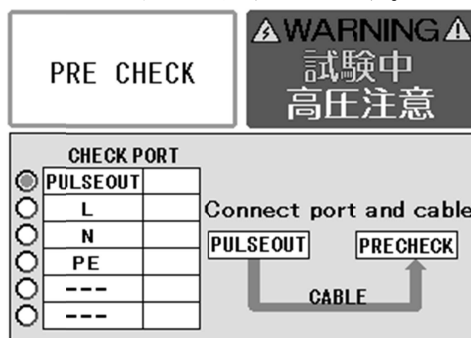 PRE CHECK
WARNING
試験中
高圧注意
CHECK PORT
PULSEOUT
L
N
PE
---
---
Connect port and cable
PULSEOUT
PRECHECK
CABLE